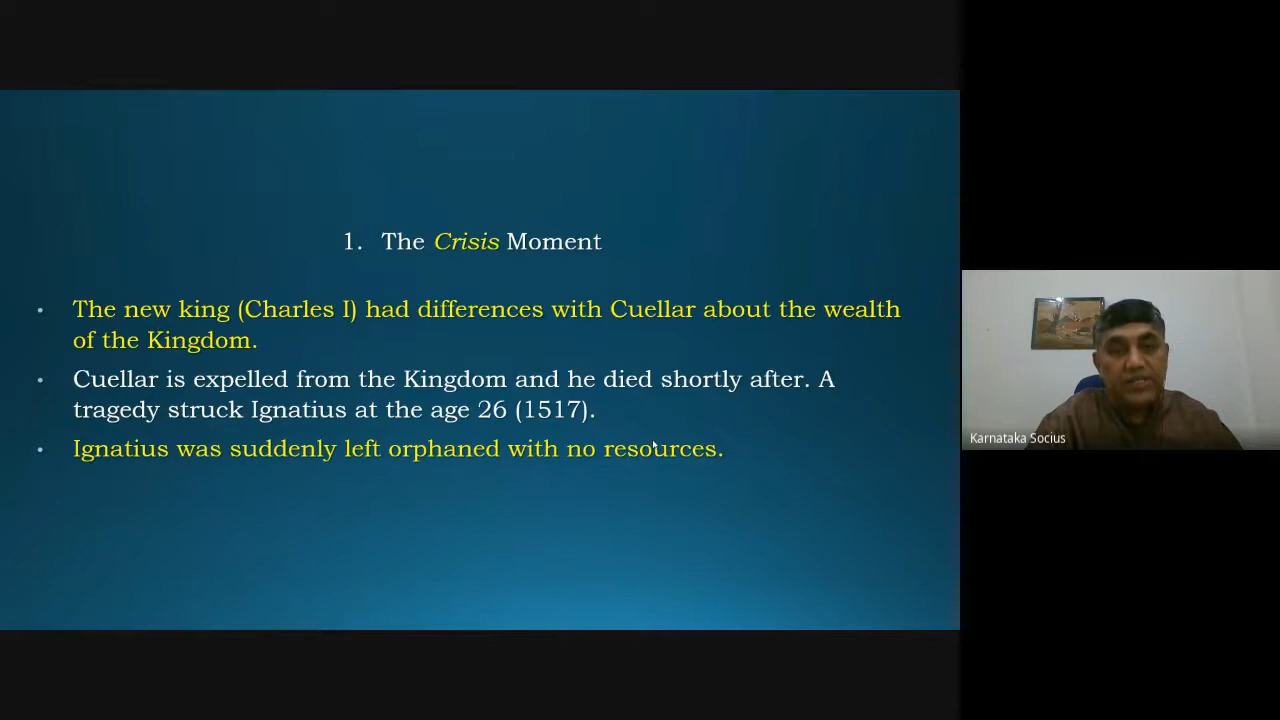 1. The Crisis Moment
• The new king (Charles I) had differences with Cuellar about the wealth
of the Kingdom.
• Cuellar is expelled from the Kingdom and he died shortly after. A
tragedy struck Ignatius at the age 26 (1517).
• Ignatius was suddenly left orphaned with no resources.
Karnataka Socius